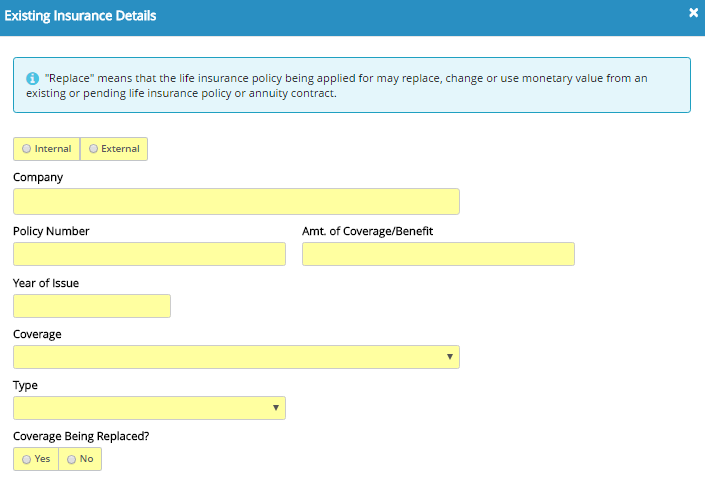 Existing Insurance Details
"Replace" means that the life insurance policy being applied for may replace, change or use monetary value from an
existing or pending life insurance policy or annuity contract.
Internal External
Company
Policy Number Amt. of Coverage/Benefit
Year of Issue
Coverage
Type
Coverage Being Replaced?
Yes No